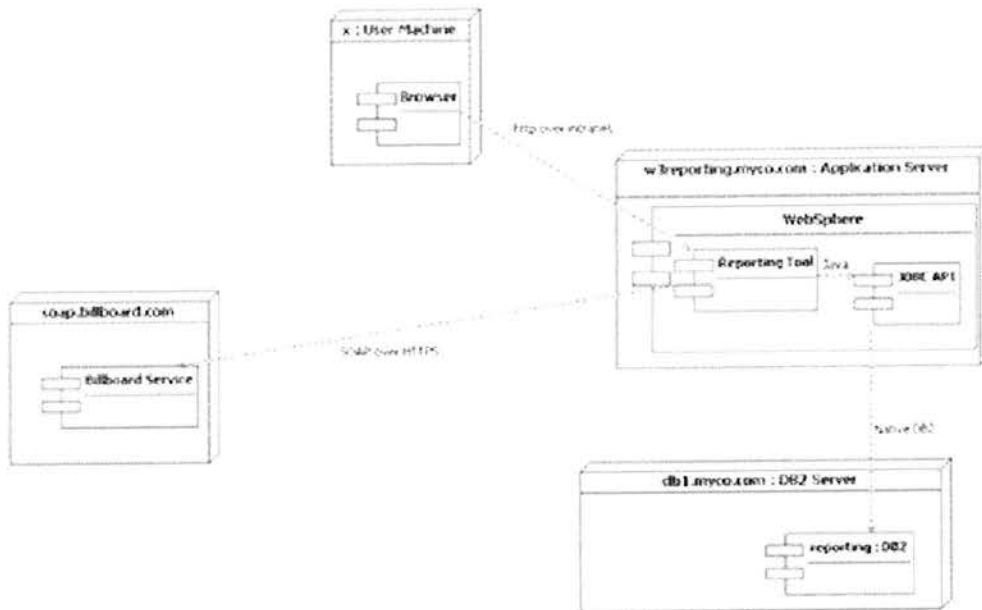 x : User Machine
Browser
http over intranet
w3reporting.myco.com : Application Server
WebSphere
Reporting Tool
Java
JDBC API
soap.billboard.com
SOAP over HTTPS
Billboard Service
Native DB2
db1.myco.com : DB2 Server
reporting : DB2